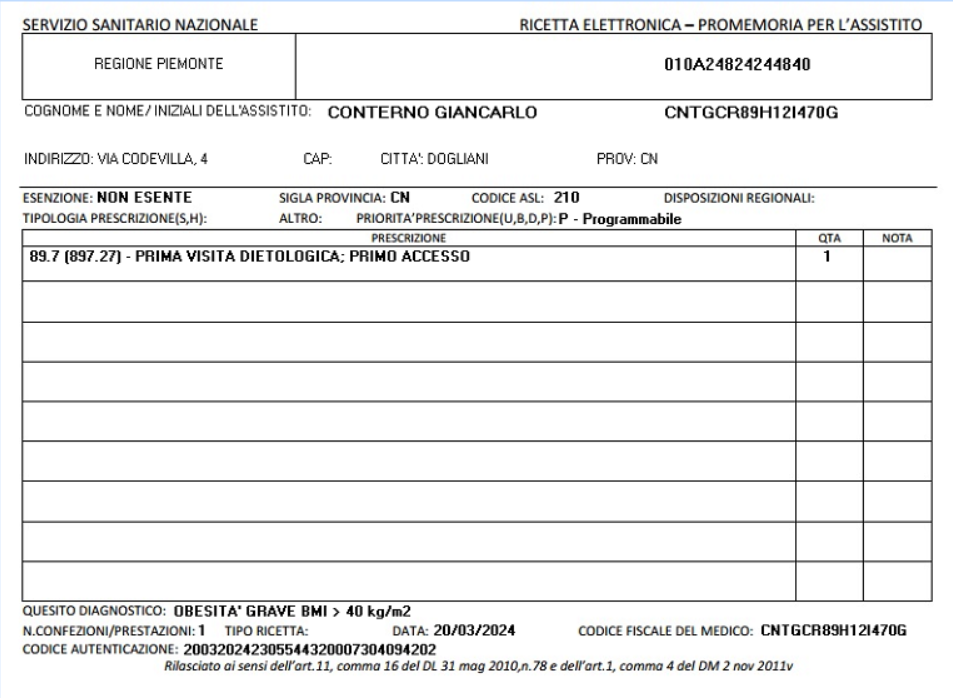 SERVIZIO SANITARIO NAZIONALE RICETTA ELETTRONICA – PROMEMORIA PER L'ASSISTITO
REGIONE PIEMONTE 010A24824244840
COGNOME E NOME/ INIZIALI DELL'ASSISTITO: CONTERNO GIANCARLO CNTGCR89H12I470G
INDIRIZZO: VIA CODEVILLA, 4 CAP: CITTA': DOGLIANI PROV: CN
ESENZIONE: NON ESENTE SIGLA PROVINCIA: CN CODICE ASL: 210 DISPOSIZIONI REGIONALI:
TIPOLOGIA PRESCRIZIONE(S,H): ALTRO: PRIORITA'PRESCRIZIONE(U,B,D,P): P - Programmabile
PRESCRIZIONE QTA NOTA
89.7 (897.27) - PRIMA VISITA DIETOLOGICA; PRIMO ACCESSO 1
QUESITO DIAGNOSTICO: OBESITA' GRAVE BMI > 40 kg/m2
N.CONFEZIONI/PRESTAZIONI: 1 TIPO RICETTA: DATA: 20/03/2024 CODICE FISCALE DEL MEDICO: CNTGCR89H12I470G
CODICE AUTENTICAZIONE: 200320242305544320007304094202
Rilasciato ai sensi dell'art.11, comma 16 del DL 31 mag 2010,n.78 e dell'art.1, comma 4 del DM 2 nov 2011v